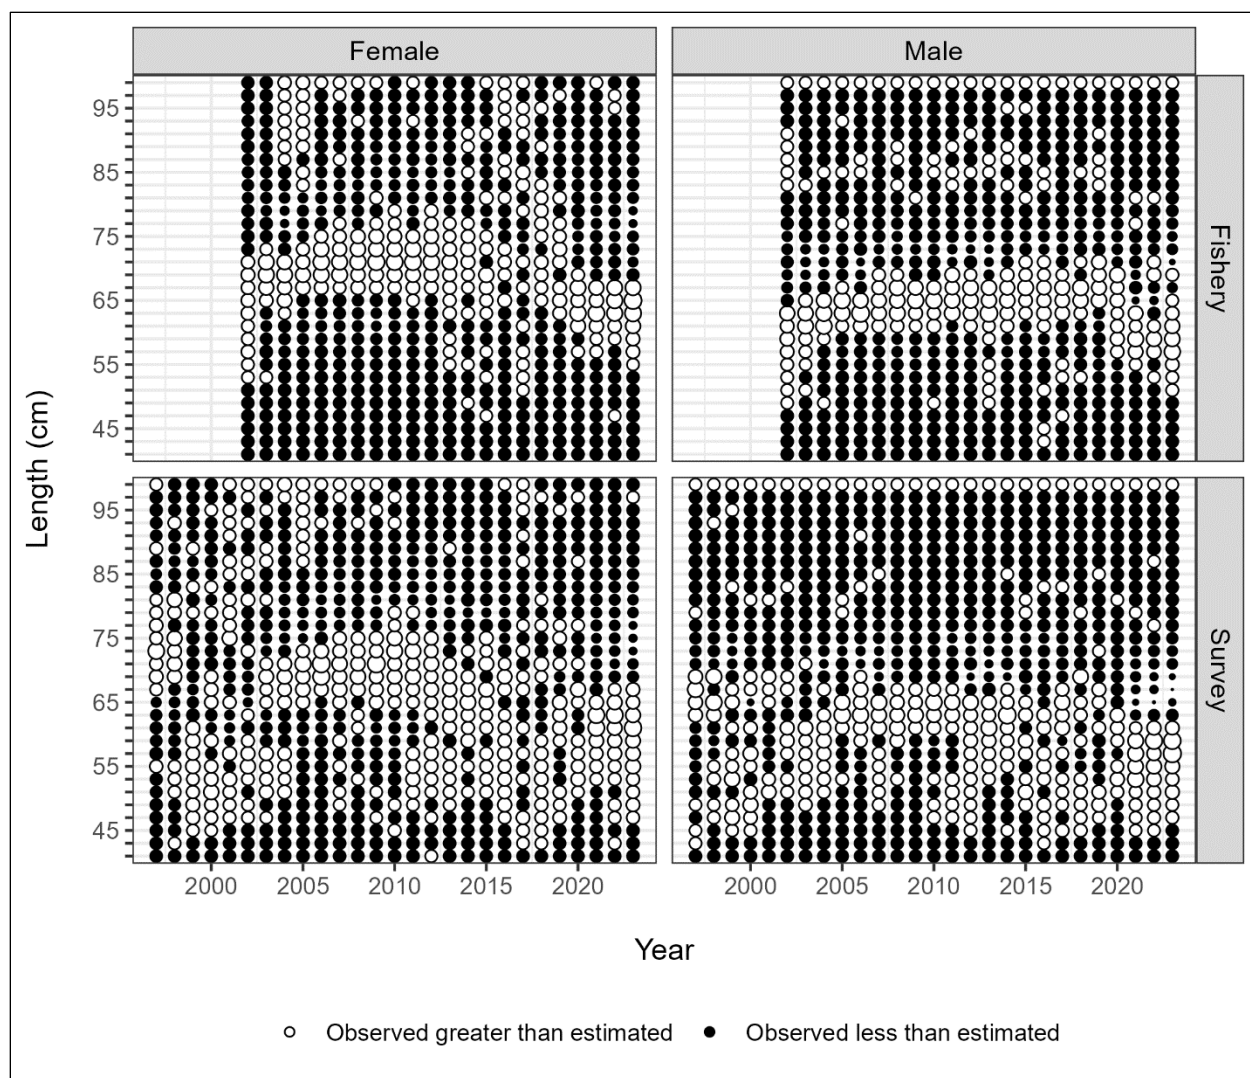 Female
Male
95
85
75
65
55
45
Fishery
95
85
75
65
55
45
Survey
Length (cm)
2000 2005 2010 2015 2020 2000 2005 2010 2015 2020
Year
Observed greater than estimated Observed less than estimated